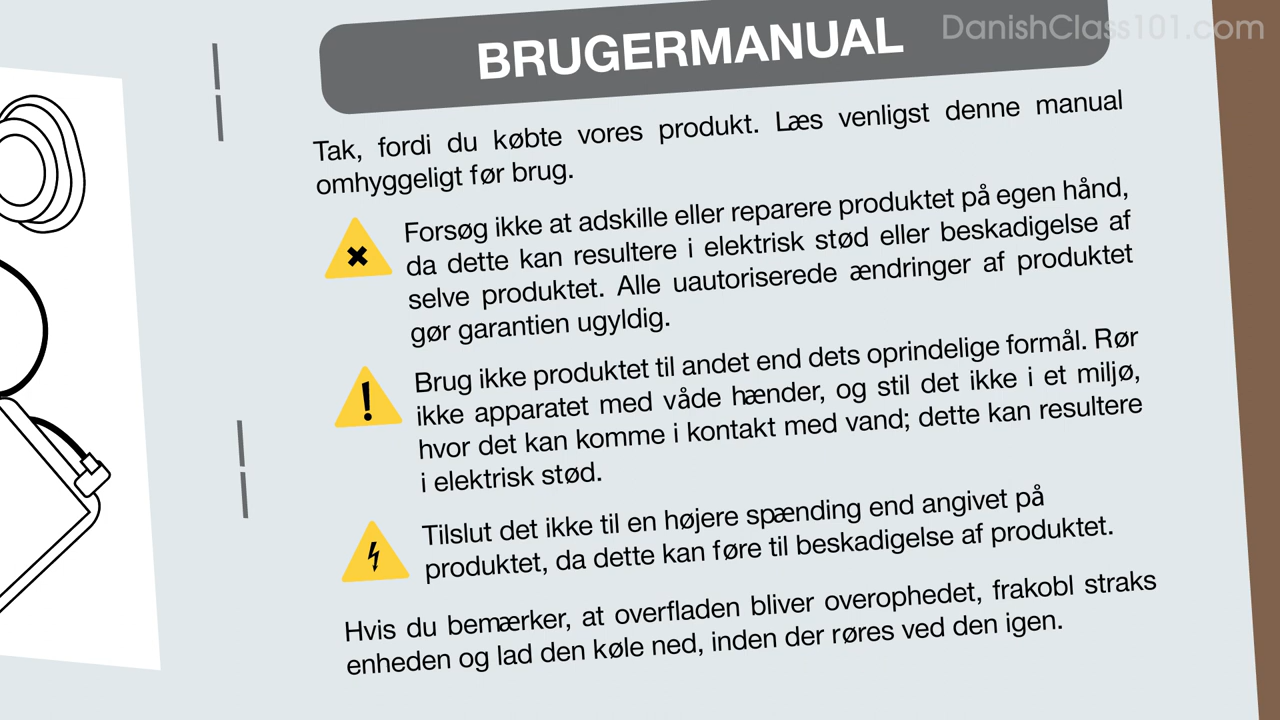 DanishClass101.com
BRUGERMANUAL
Tak, fordi du købte vores produkt. Læs venligst denne manual
omhyggeligt før brug.
Forsøg ikke at adskille eller reparere produktet på egen hånd,
da dette kan resultere i elektrisk stød eller beskadigelse af
selve produktet. Alle uautoriserede ændringer af produktet
gør garantien ugyldig.
Brug ikke produktet til andet end dets oprindelige formål. Rør
ikke apparatet med våde hænder, og stil det ikke i et miljø,
hvor det kan komme i kontakt med vand; dette kan resultere
i elektrisk stød.
Tilslut det ikke til en højere spænding end angivet på
produktet, da dette kan føre til beskadigelse af produktet.
Hvis du bemærker, at overfladen bliver overophedet, frakobl straks
enheden og lad den køle ned, inden der røres ved den igen.